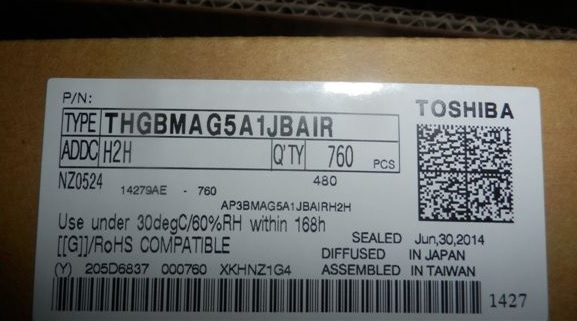 P/N:
TOSHIBA
TYPE THGBMAG5A1JBAIR
ADDC H2H Q'TY 760 PCS
NZ0524 14279AE - 760 480
AP3BMAG5A1JBAIRH2H
Use under 30degC/60%RH within 168h
[[G]]/RoHS COMPATIBLE
SEALED Jun,30,2014
DIFFUSED IN JAPAN
(Y) 205D6837 000760 XKHNZ1G4 ASSEMBLED IN TAIWAN
1427